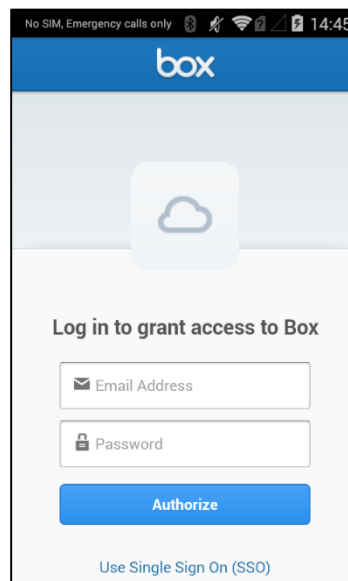 No SIM, Emergency calls only 14:45
box
Log in to grant access to Box
Email Address
Password
Authorize
Use Single Sign On (SSO)